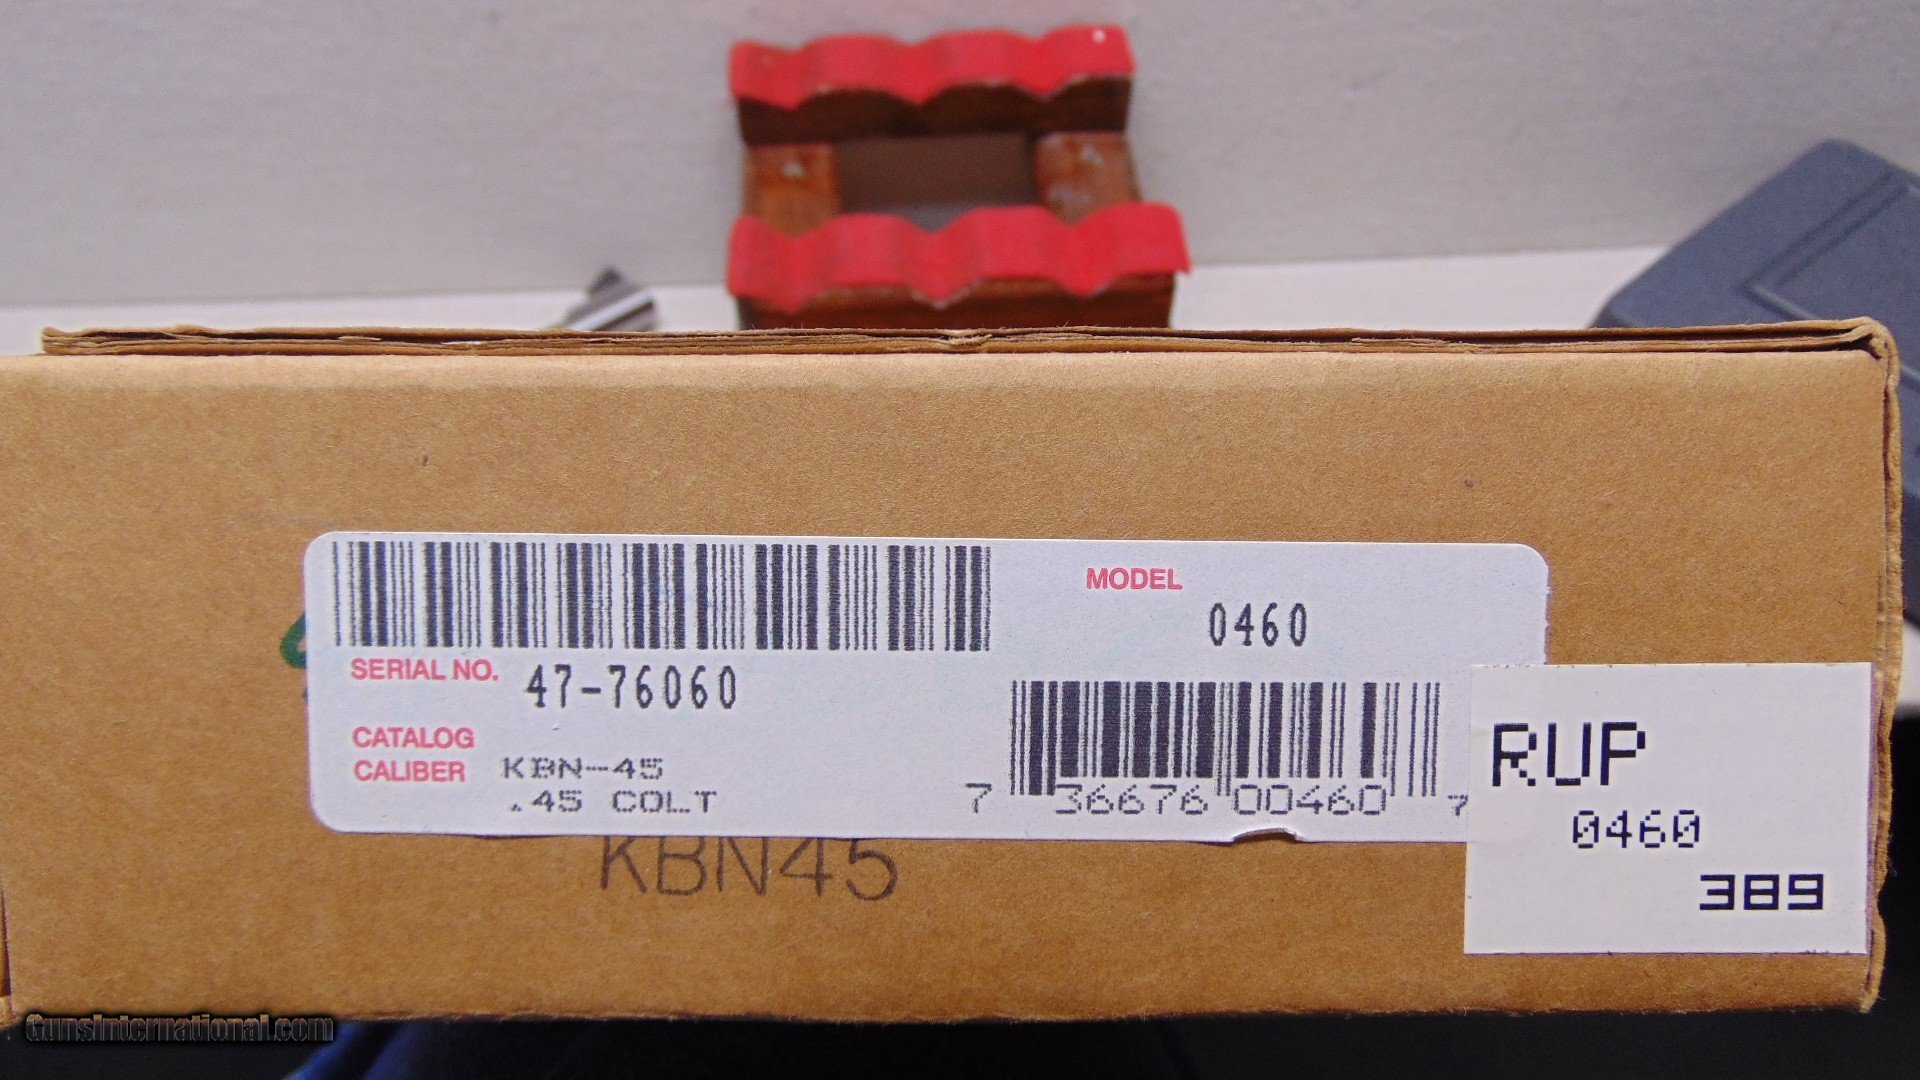 MODEL
0460
SERIAL NO. 47-76060
CATALOG
CALIBER KBN-45
.45 COLT
7 36676 00460 7
RUP
0460
389
KBN45
GunsInternational.com